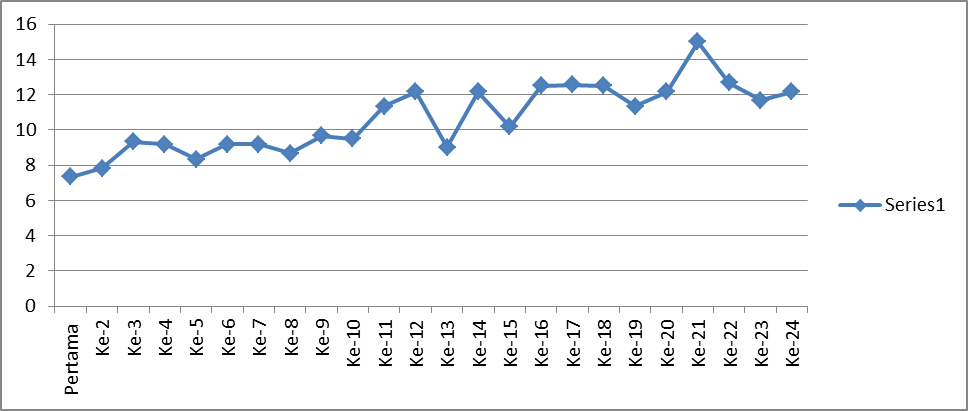 16
14
12
10
8
6
4
2
0
Pertama
Ke-2
Ke-3
Ke-4
Ke-5
Ke-6
Ke-7
Ke-8
Ke-9
Ke-10
Ke-11
Ke-12
Ke-13
Ke-14
Ke-15
Ke-16
Ke-17
Ke-18
Ke-19
Ke-20
Ke-21
Ke-22
Ke-23
Ke-24
Series1